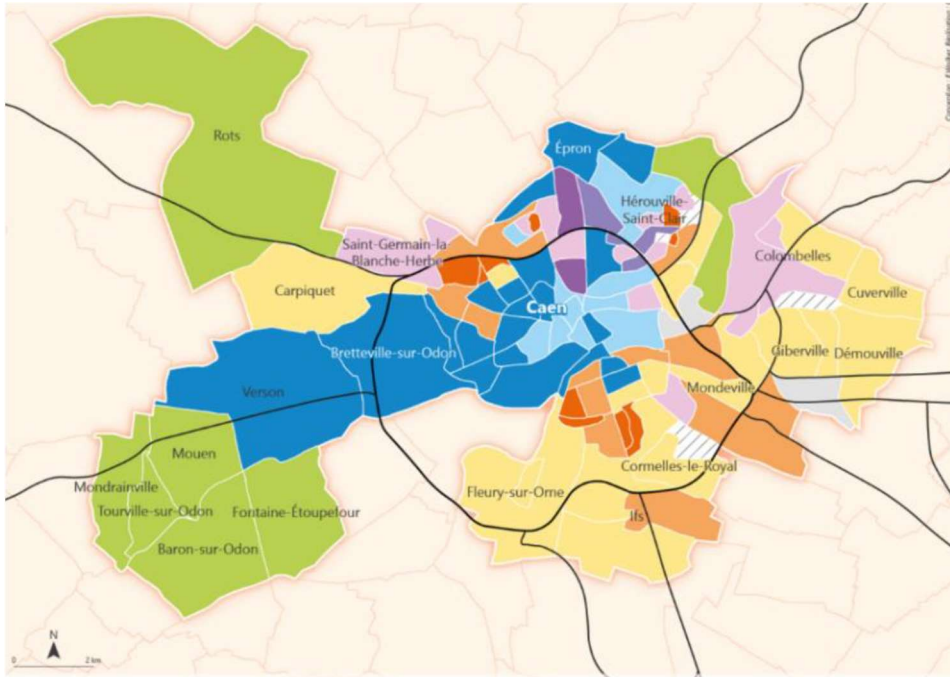 Rots
Épron
Hérouville-
Saint-Clair
Saint-Germain-la-
Blanche-Herbe
Colombelles
Carpiquet
Cuverville
Caen
Bretteville-sur-Odon
Giberville
Démouville
Verson
Mondeville
Mouen
Cormelles-le-Royal
Mondrainville
Fleury-sur-Orne
Tourville-sur-Odon
Fontaine-Étoupefour
Ifs
Baron-sur-Odon
N
0
2 km